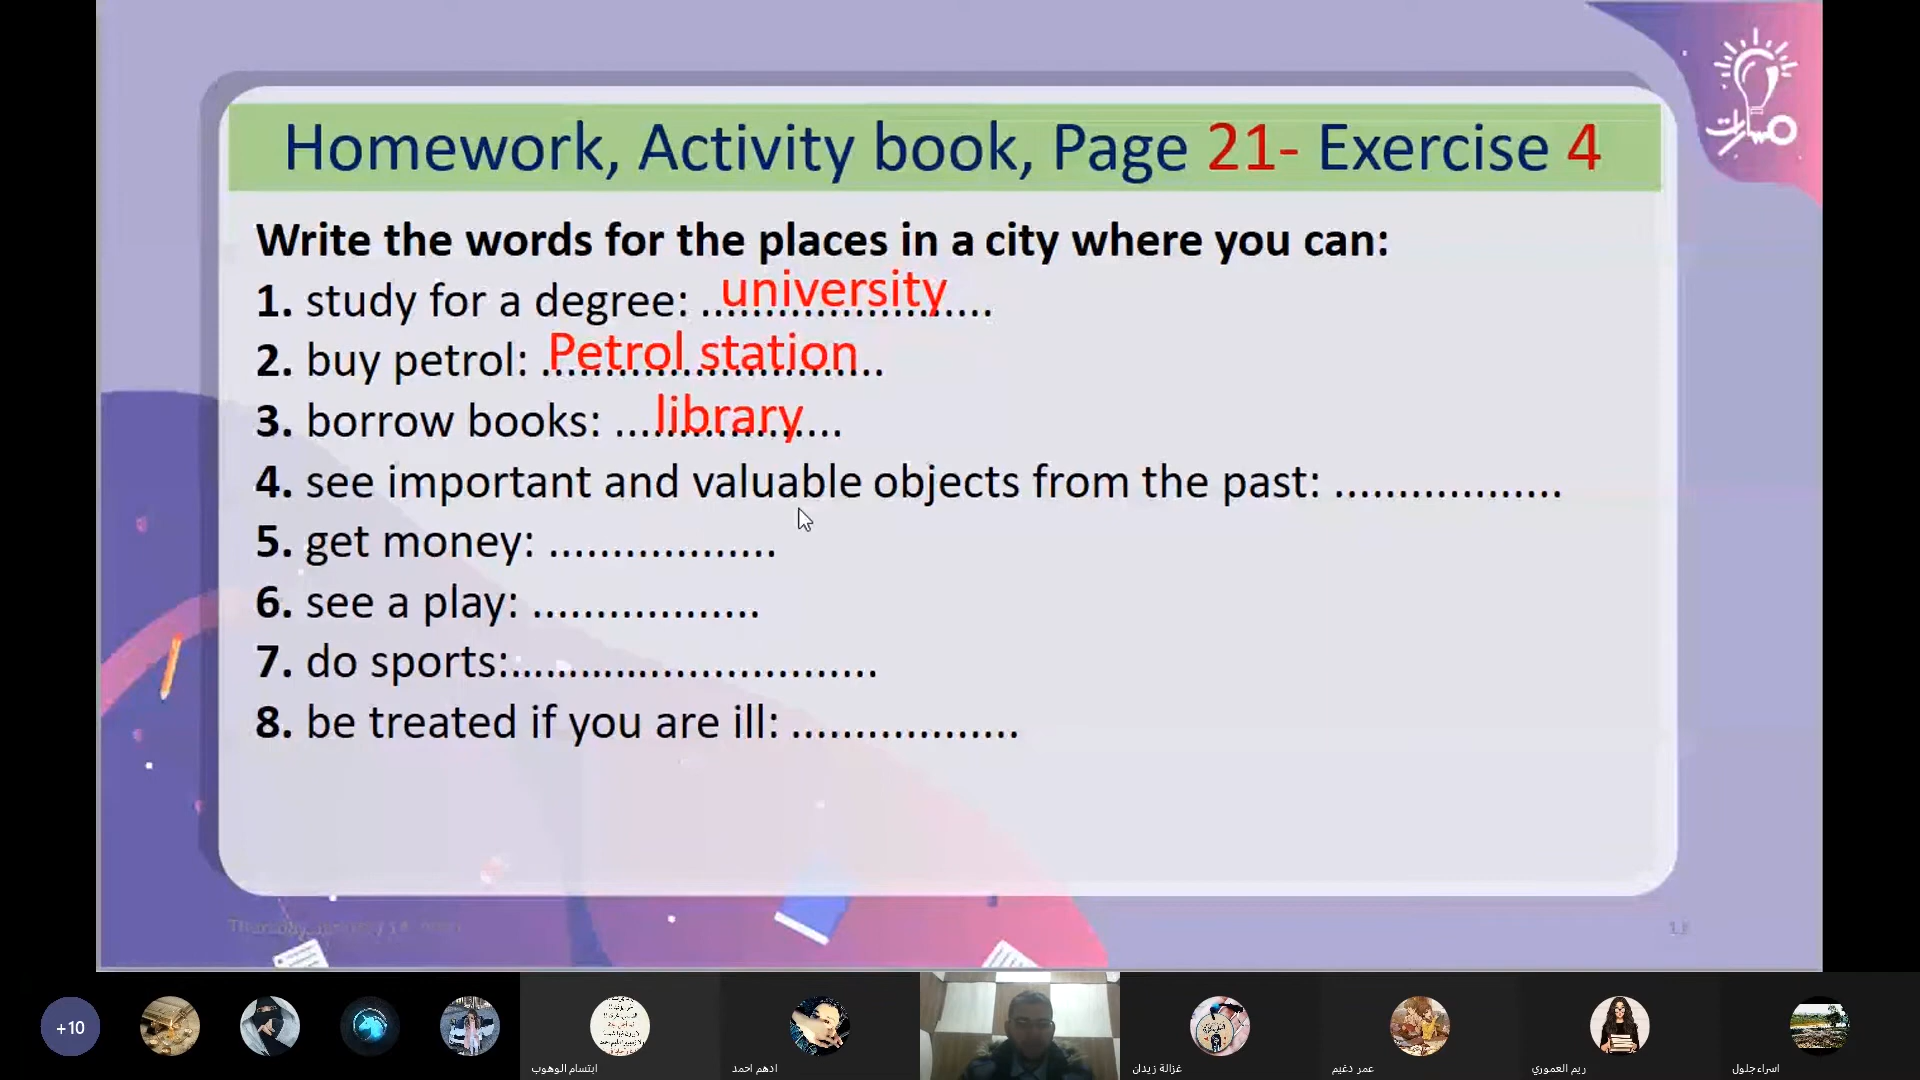 Homework, Activity book, Page 21- Exercise 4
Write the words for the places in a city where you can:
1. study for a degree: ....................... university
2. buy petrol: ........................... Petrol station
3. borrow books: .................. library
4. see important and valuable objects from the past: ..................
5. get money: ..................
6. see a play: ..................
7. do sports:.............................
8. be treated if you are ill: ..................
+10
ابتسام الوهوب
ادهم احمد
غزالة زيدان
عمر دغيم
ريم العموري
اسراء جلول